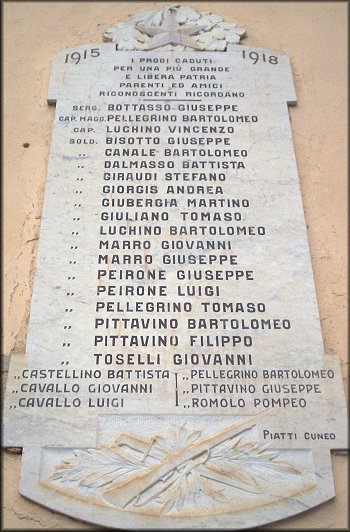 1915 1918
I PRODI CADUTI
PER UNA PIÙ GRANDE
E LIBERA PATRIA
PARENTI ED AMICI
RICONOSCENTI RICORDANO
SERG. BOTTASSO GIUSEPPE
CAP. MAGG. PELLEGRINO BARTOLOMEO
CAP. LUCHINO VINCENZO
SOLD. BISOTTO GIUSEPPE
,, CANALE BARTOLOMEO
,, DALMASSO BATTISTA
,, GIRAUDI STEFANO
,, GIORGIS ANDREA
,, GIUBERGIA MARTINO
,, GIULIANO TOMASO
,, LUCHINO BARTOLOMEO
,, MARRO GIOVANNI
,, MARRO GIUSEPPE
,, PEIRONE GIUSEPPE
,, PEIRONE LUIGI
,, PELLEGRINO TOMASO
,, PITTAVINO BARTOLOMEO
,, PITTAVINO FILIPPO
,, TOSELLI GIOVANNI
,, CASTELLINO BATTISTA ,, PELLEGRINO BARTOLOMEO
,, CAVALLO GIOVANNI ,, PITTAVINO GIUSEPPE
,, CAVALLO LUIGI ,, ROMOLO POMPEO
PIATTI CUNEO